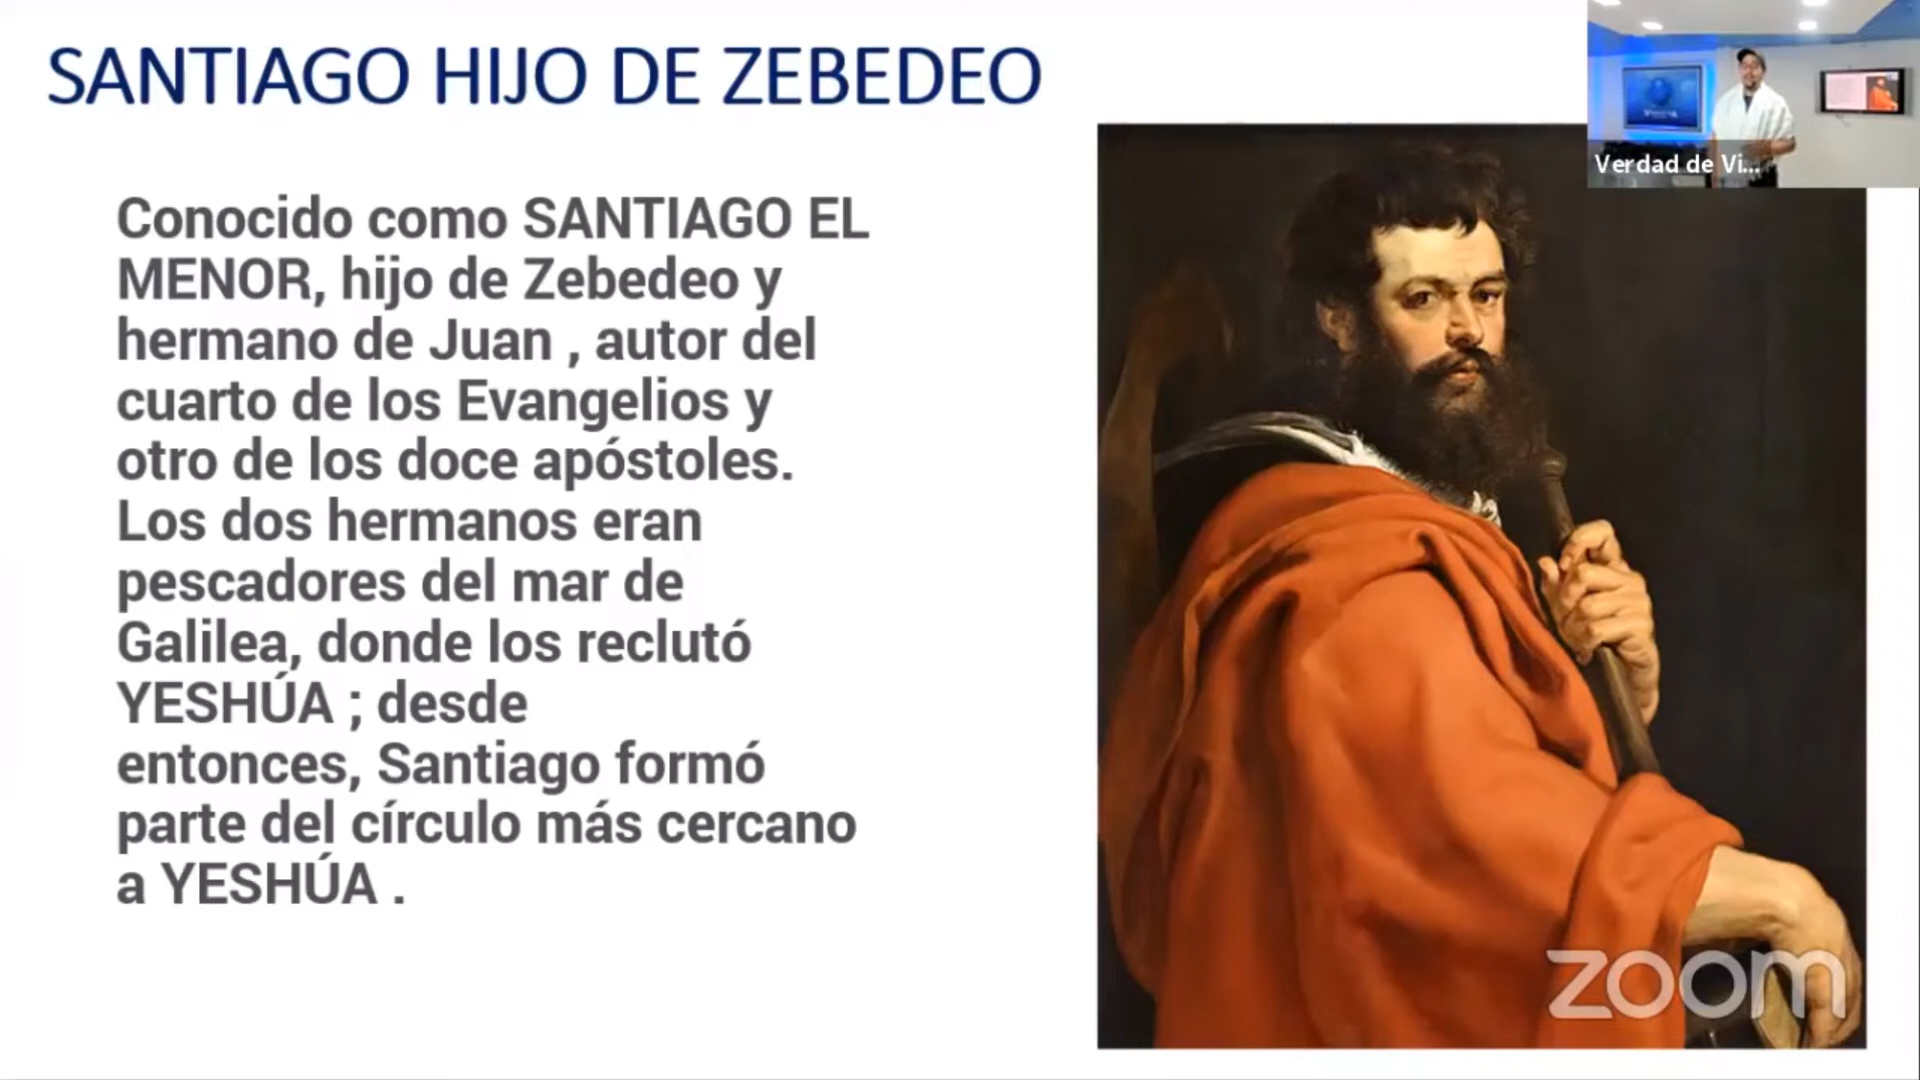 SANTIAGO HIJO DE ZEBEDEO
Verdad de Vi...
Conocido como SANTIAGO EL
MENOR, hijo de Zebedeo y
hermano de Juan , autor del
cuarto de los Evangelios y
otro de los doce apóstoles.
Los dos hermanos eran
pescadores del mar de
Galilea, donde los reclutó
YESHÚA ; desde
entonces, Santiago formó
parte del círculo más cercano
a YESHÚA .
zoom